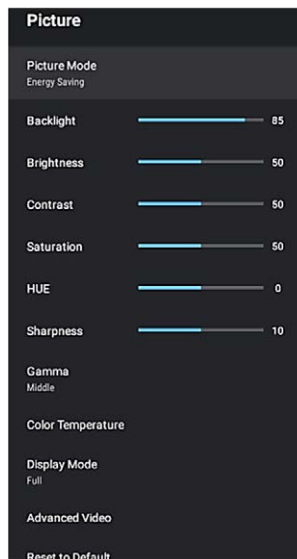 Picture
Picture Mode
Energy Saving
Backlight 85
Brightness 50
Contrast 50
Saturation 50
HUE 0
Sharpness 10
Gamma
Middle
Color Temperature
Display Mode
Full
Advanced Video
Reset to Default